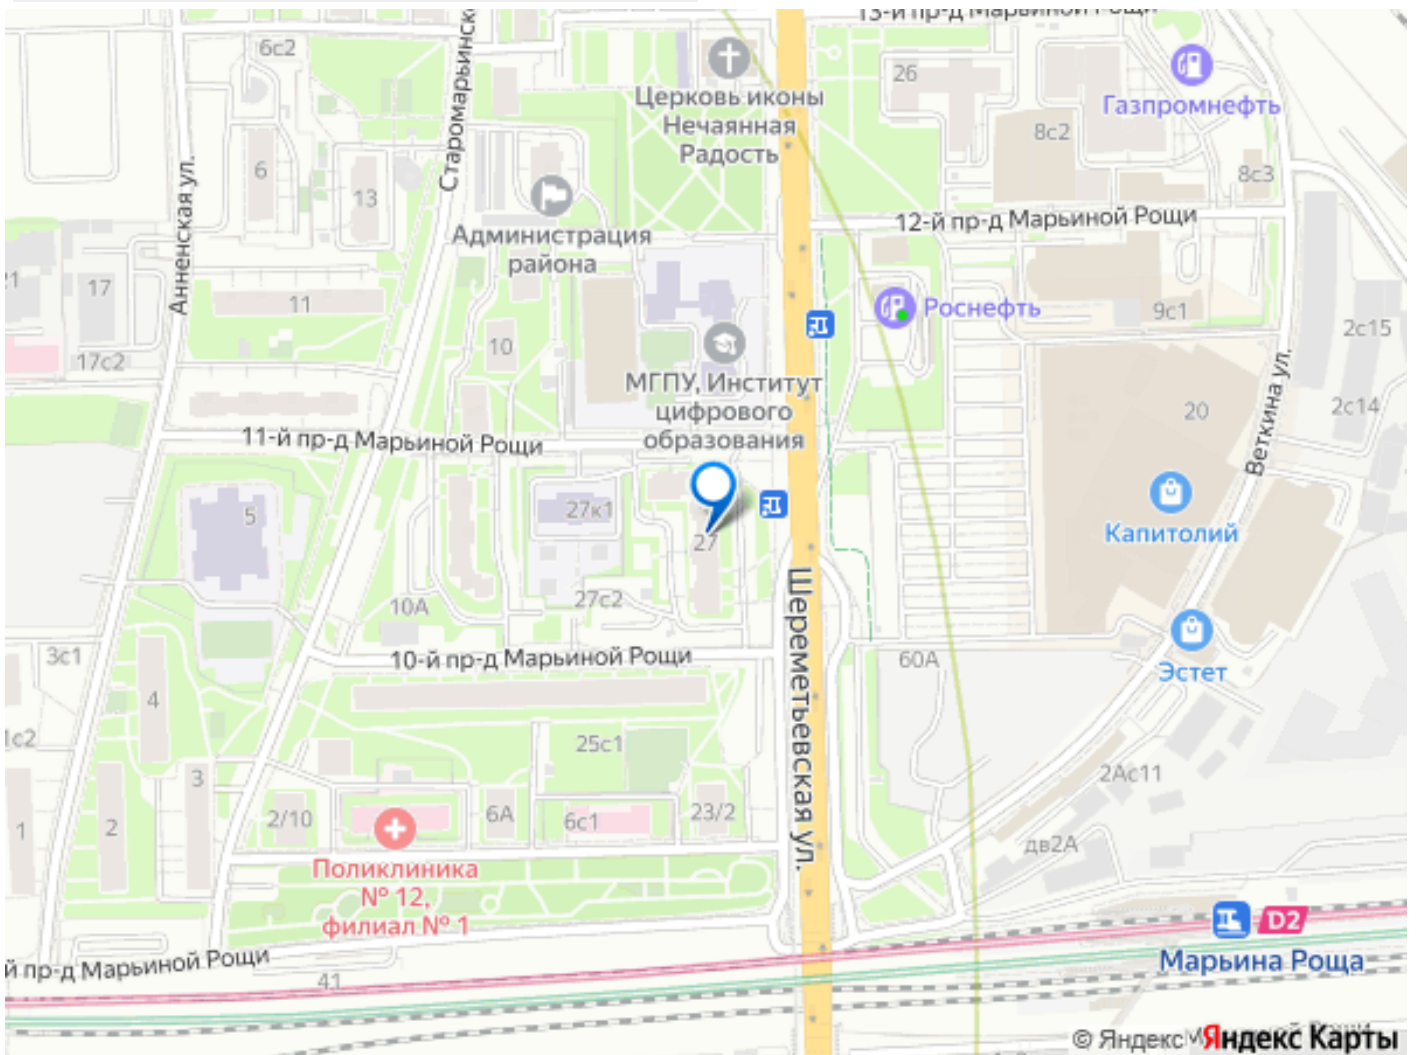 13-й пр-д Марьиной Рощи
6с2
Старомарьинск
26
Церковь иконы
Нечаянная
Радость
Газпромнефть
8с2
8с3
Анненская ул.
6
13
12-й пр-д Марьиной Рощи
Администрация
района
21
17
11
Роснефть
9с1
2с15
17с2
10
МГПУ, Институт
цифрового
образования
20
2с14
Веткина ул.
11-й пр-д Марьиной Рощи
5
27к1
27
Капитолий
10А
27с2
Шереметьевская ул.
3с1
10-й пр-д Марьиной Рощи
60А
Эстет
4
1с2
25с1
3
2Ас11
1
2
2/10
6А
6с1
23/2
дв2А
Поликлиника
№ 12,
филиал № 1
D2
Марьина Роща
й пр-д Марьиной Рощи
41
© Яндекс
Яндекс Карты